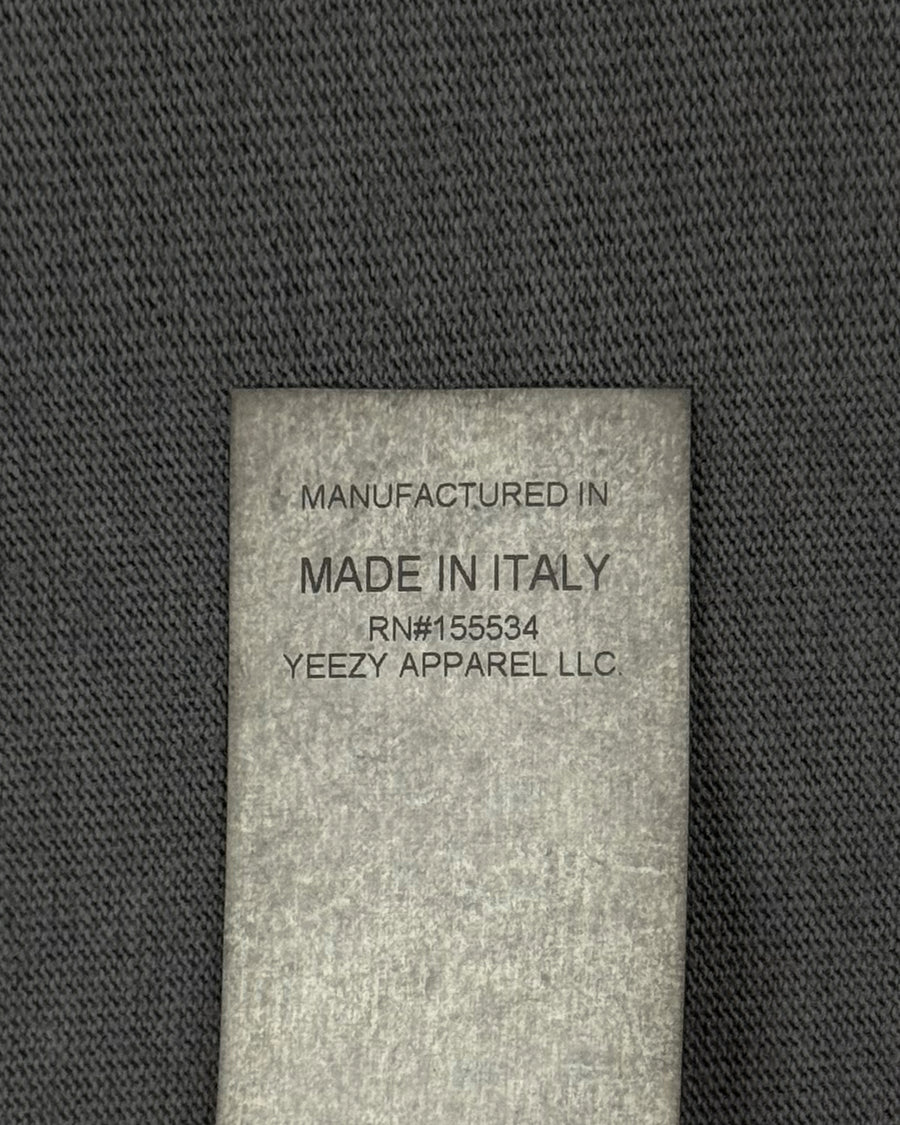 MANUFACTURED IN
MADE IN ITALY
RN#155534
YEEZY APPAREL LLC.